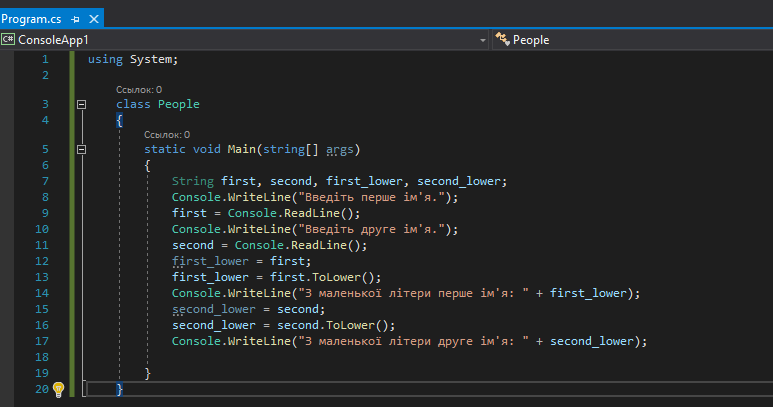 Program.cs
C# ConsoleApp1 People
1 using System;
2
Ссылок: 0
3 class People
4 {
Ссылок: 0
5 static void Main(string[] args)
6 {
7 String first, second, first_lower, second_lower;
8 Console.WriteLine("Введіть перше ім'я.");
9 first = Console.ReadLine();
10 Console.WriteLine("Введіть друге ім'я.");
11 second = Console.ReadLine();
12 first_lower = first;
13 first_lower = first.ToLower();
14 Console.WriteLine("З маленької літери перше ім'я: " + first_lower);
15 second_lower = second;
16 second_lower = second.ToLower();
17 Console.WriteLine("З маленької літери друге ім'я: " + second_lower);
18
19 }
20 }